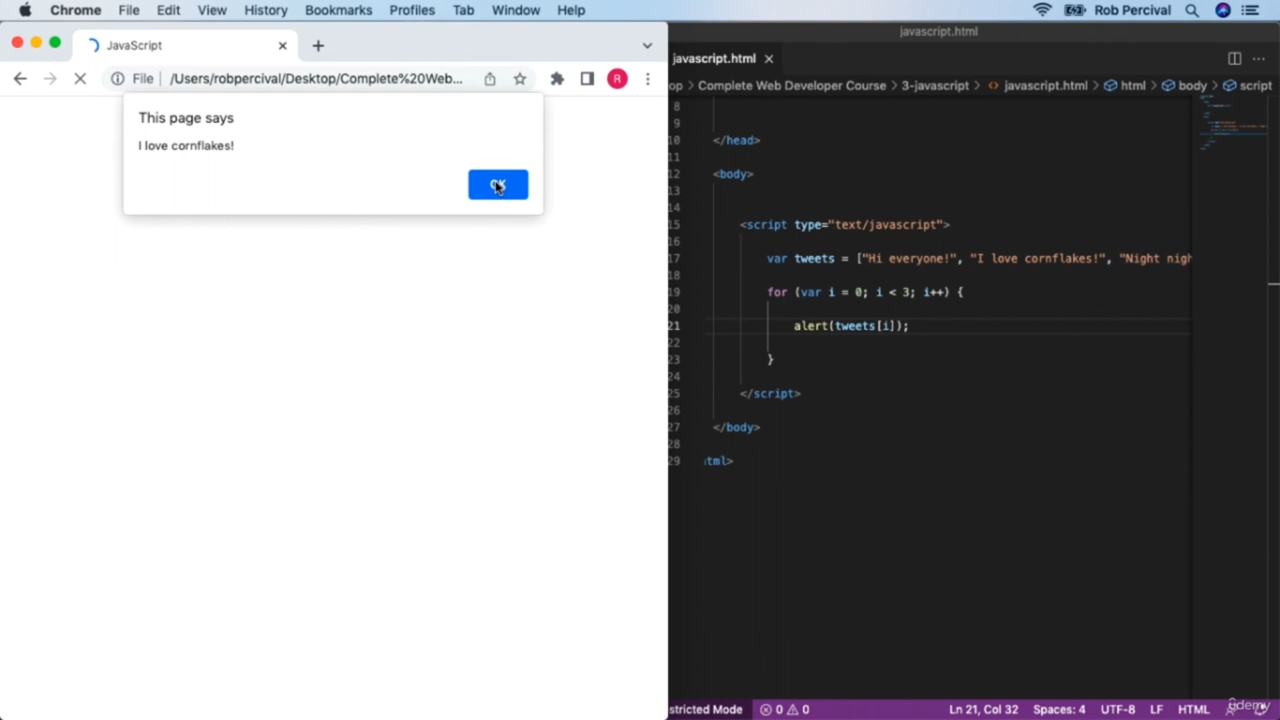 Chrome File Edit View History Bookmarks Profiles Tab Window Help Rob Percival
JavaScript
File /Users/robpercival/Desktop/Complete%20Web... R
This page says
I love cornflakes!
OK
javascript.html
javascript.html
op > Complete Web Developer Course > 3-javascript > javascript.html > html > body > script
8
9
10 </head>
11
12 <body>
13
14
15 <script type="text/javascript">
16
17 var tweets = ["Hi everyone!", "I love cornflakes!", "Night nigh
18
19 for (var i = 0; i < 3; i++) {
20
21 alert(tweets[i]);
22
23 }
24
25 </script>
26
27 </body>
28
29 tml>
stricted Mode 0 0 Ln 21, Col 32 Spaces: 4 UTF-8 LF HTML
ûdemy